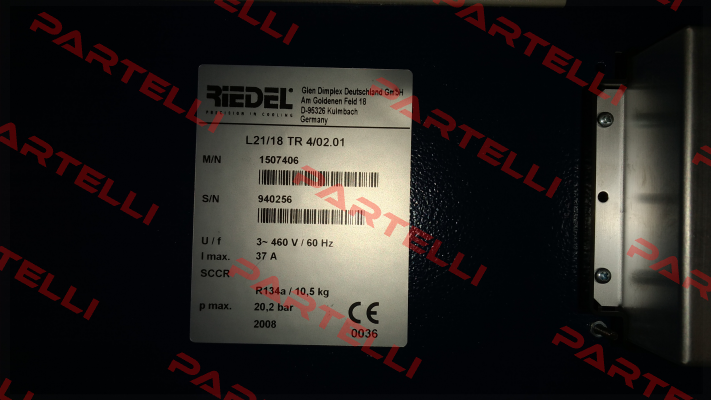 RIEDEL
PRECISION IN COOLING
Glen Dimplex Deutschland GmbH
Am Goldenen Feld 18
D-95326 Kulmbach
Germany
L21/18 TR 4/02.01
M/N 1507406
S/N 940256
U / f 3~ 460 V / 60 Hz
I max. 37 A
SCCR
R134a / 10,5 kg
p max. 20,2 bar
2008
CE
0036
PARTELLI
PARTELLI
PARTELLI
PARTELLI
PARTELLI
PARTELLI
PARTELLI
PARTELLI